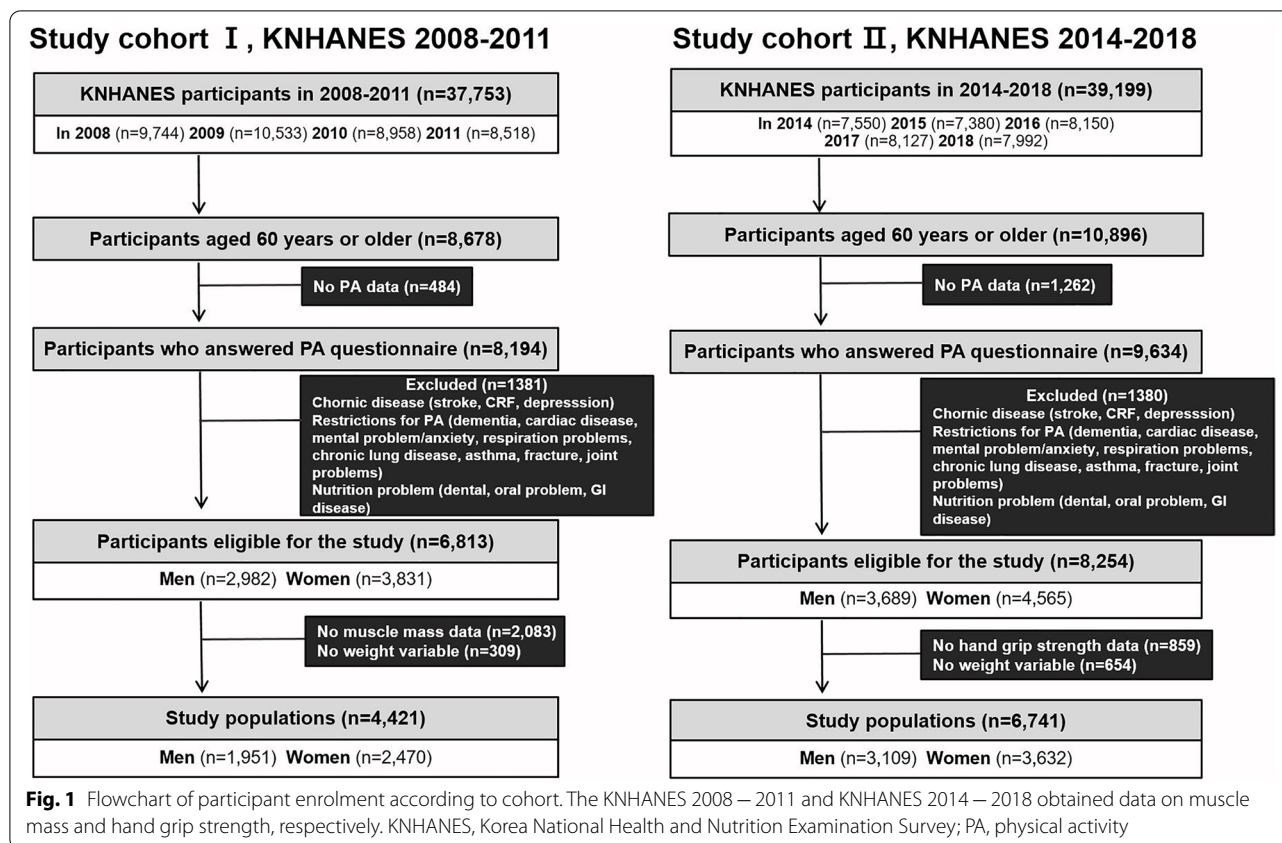 Study cohort Ⅰ, KNHANES 2008-2011
KNHANES participants in 2008-2011 (n=37,753)
In 2008 (n=9,744) 2009 (n=10,533) 2010 (n=8,958) 2011 (n=8,518)
Participants aged 60 years or older (n=8,678)
No PA data (n=484)
Participants who answered PA questionnaire (n=8,194)
Excluded (n=1381)
Chornic disease (stroke, CRF, depresssion)
Restrictions for PA (dementia, cardiac disease,
mental problem/anxiety, respiration problems,
chronic lung disease, asthma, fracture, joint
problems)
Nutrition problem (dental, oral problem, GI
disease)
Participants eligible for the study (n=6,813)
Men (n=2,982) Women (n=3,831)
No muscle mass data (n=2,083)
No weight variable (n=309)
Study populations (n=4,421)
Men (n=1,951) Women (n=2,470)
Study cohort Ⅱ, KNHANES 2014-2018
KNHANES participants in 2014-2018 (n=39,199)
In 2014 (n=7,550) 2015 (n=7,380) 2016 (n=8,150)
2017 (n=8,127) 2018 (n=7,992)
Participants aged 60 years or older (n=10,896)
No PA data (n=1,262)
Participants who answered PA questionnaire (n=9,634)
Excluded (n=1380)
Chornic disease (stroke, CRF, depresssion)
Restrictions for PA (dementia, cardiac disease,
mental problem/anxiety, respiration problems,
chronic lung disease, asthma, fracture, joint
problems)
Nutrition problem (dental, oral problem, GI
disease)
Participants eligible for the study (n=8,254)
Men (n=3,689) Women (n=4,565)
No hand grip strength data (n=859)
No weight variable (n=654)
Study populations (n=6,741)
Men (n=3,109) Women (n=3,632)
Fig. 1 Flowchart of participant enrolment according to cohort. The KNHANES 2008 – 2011 and KNHANES 2014 – 2018 obtained data on muscle
mass and hand grip strength, respectively. KNHANES, Korea National Health and Nutrition Examination Survey; PA, physical activity